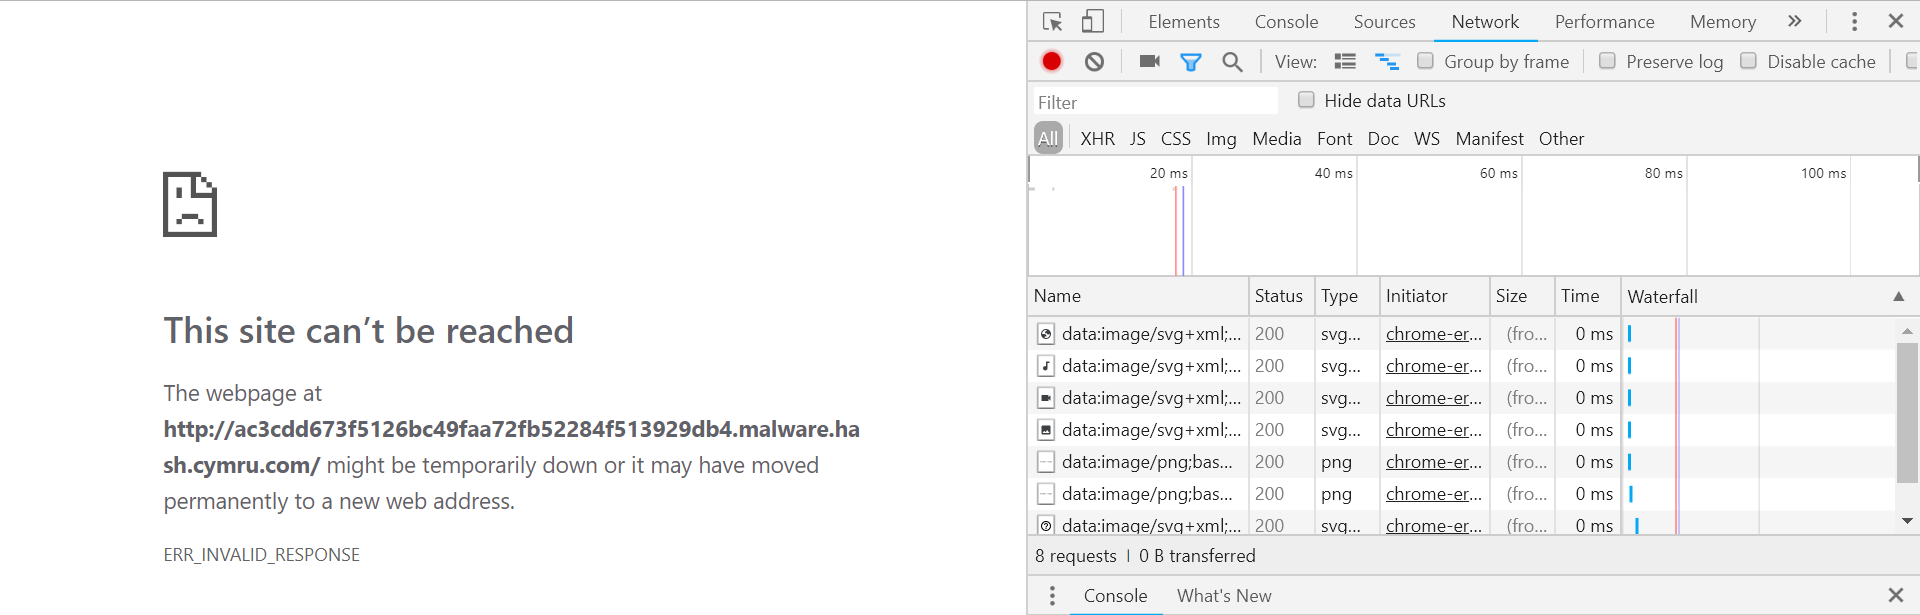 This site can’t be reached
The webpage at
http://ac3cdd673f5126bc49faa72fb52284f513929db4.malware.ha
sh.cymru.com/ might be temporarily down or it may have moved
permanently to a new web address.
ERR_INVALID_RESPONSE
Elements Console Sources Network Performance Memory
View: Group by frame Preserve log Disable cache
Filter Hide data URLs
All XHR JS CSS Img Media Font Doc WS Manifest Other
20 ms 40 ms 60 ms 80 ms 100 ms
Name Status Type Initiator Size Time Waterfall
data:image/svg+xml;... 200 svg... chrome-er... (fro... 0 ms
data:image/svg+xml;... 200 svg... chrome-er... (fro... 0 ms
data:image/svg+xml;... 200 svg... chrome-er... (fro... 0 ms
data:image/svg+xml;... 200 svg... chrome-er... (fro... 0 ms
data:image/png;bas... 200 png chrome-er... (fro... 0 ms
data:image/png;bas... 200 png chrome-er... (fro... 0 ms
data:image/svg+xml;... 200 svg... chrome-er... (fro... 0 ms
8 requests | 0 B transferred
Console What's New